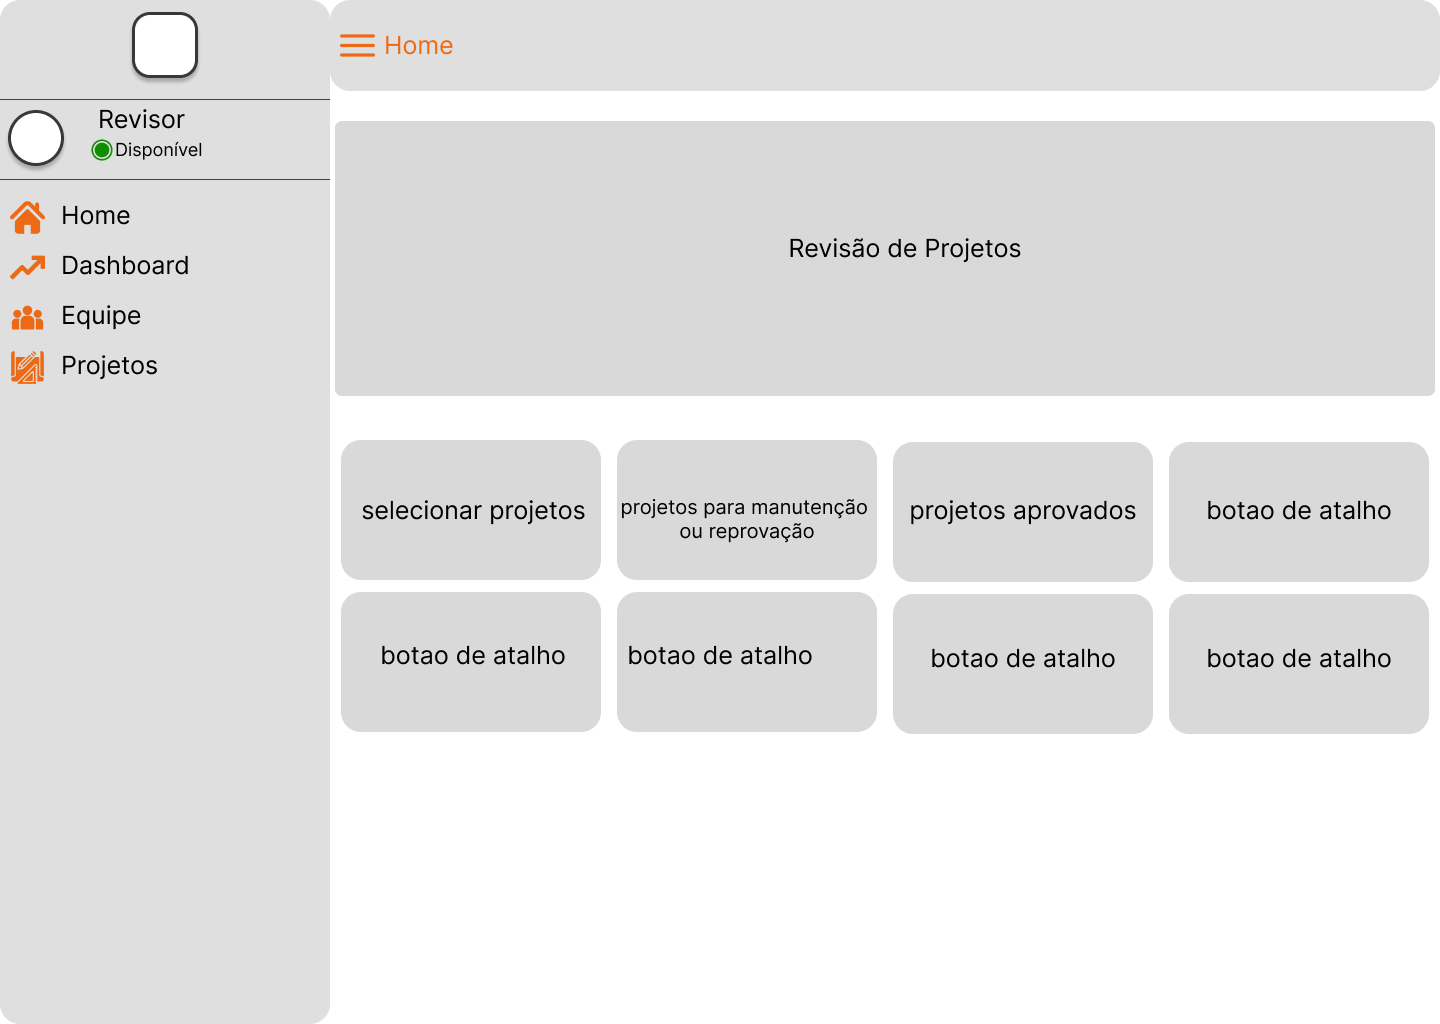 Home
Revisor
Disponível
Home
Dashboard
Equipe
Projetos
Revisão de Projetos
selecionar projetos
projetos para manutenção
ou reprovação
projetos aprovados
botao de atalho
botao de atalho
botao de atalho
botao de atalho
botao de atalho